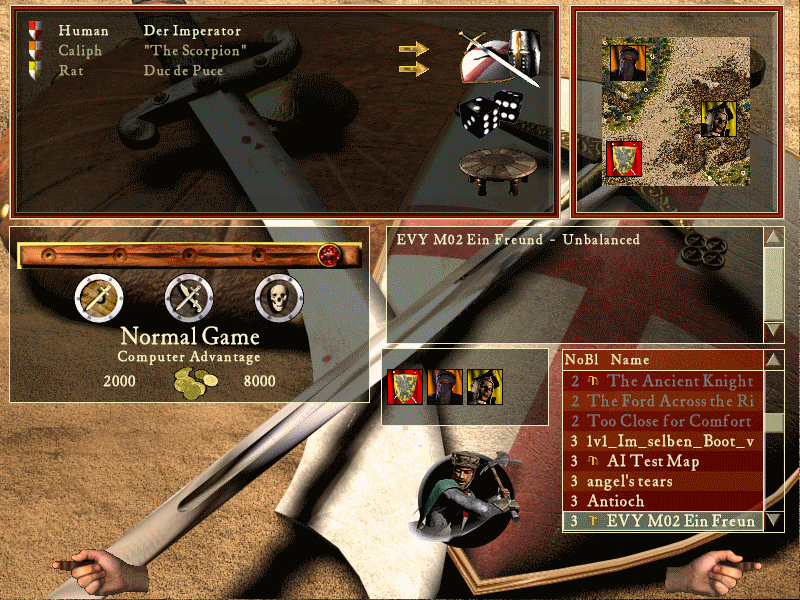 Human Der Imperator
Caliph "The Scorpion"
Rat Duc de Puce
EVY M02 Ein Freund - Unbalanced
Normal Game
Computer Advantage
2000 8000
No Bl Name
2 The Ancient Knight
2 The Ford Across the Ri
2 Too Close for Comfort
3 1v1_Im_selben_Boot_v
3 AI Test Map
3 angel's tears
3 Antioch
3 EVY M02 Ein Freun